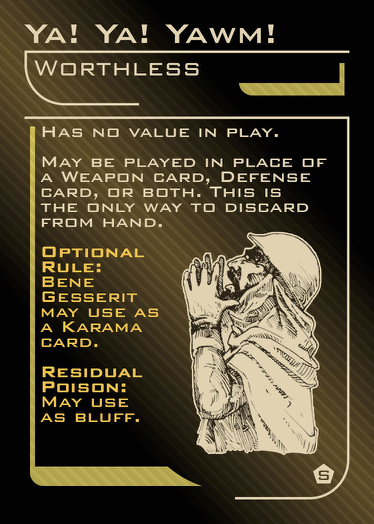 Ya! Ya! Yawm!
Worthless
Has no value in play.
May be played in place of
a Weapon card, Defense
card, or both. This is
the only way to discard
from hand.
Optional
Rule:
Bene
Gesserit
may use as
a Karama
card.
Residual
Poison:
May use
as bluff.
S